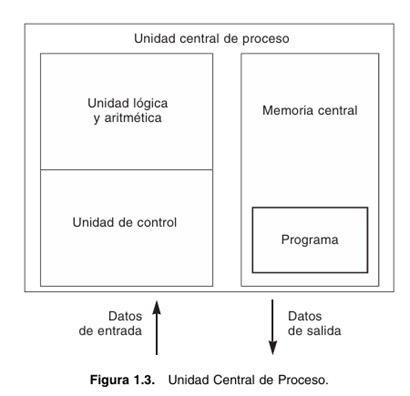 Unidad central de proceso
Unidad lógica
y aritmética
Memoria central
Unidad de control
Programa
Datos
de entrada
Datos
de salida
Figura 1.3. Unidad Central de Proceso.